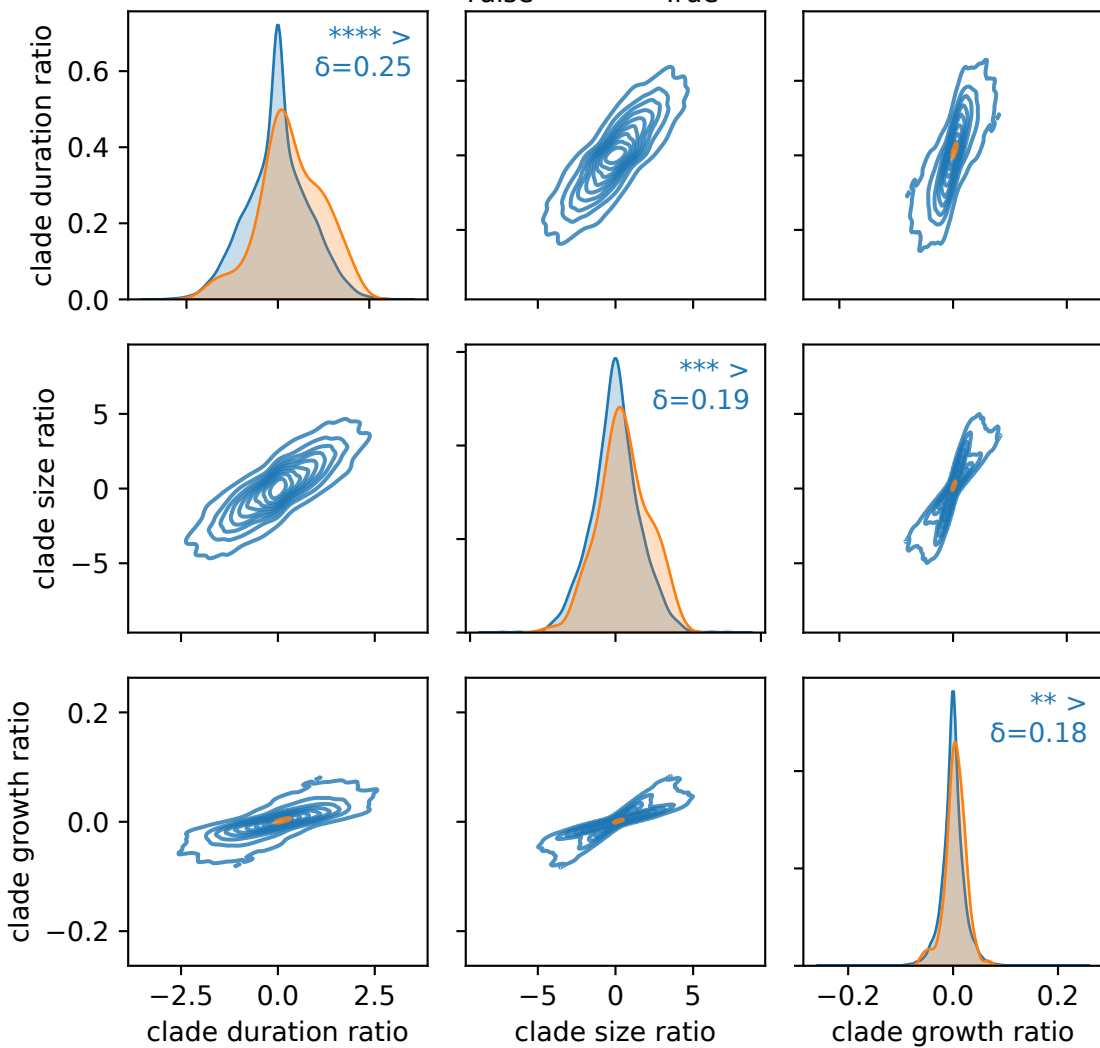 True
clade duration ratio
0.6
0.4
0.2
0.0
**** >
δ=0.25
clade size ratio
5
0
−5
*** >
δ=0.19
clade growth ratio
0.2
0.0
−0.2
** >
δ=0.18
−2.5 0.0 2.5 −5 0 5 −0.2 0.0 0.2
clade duration ratio clade size ratio clade growth ratio